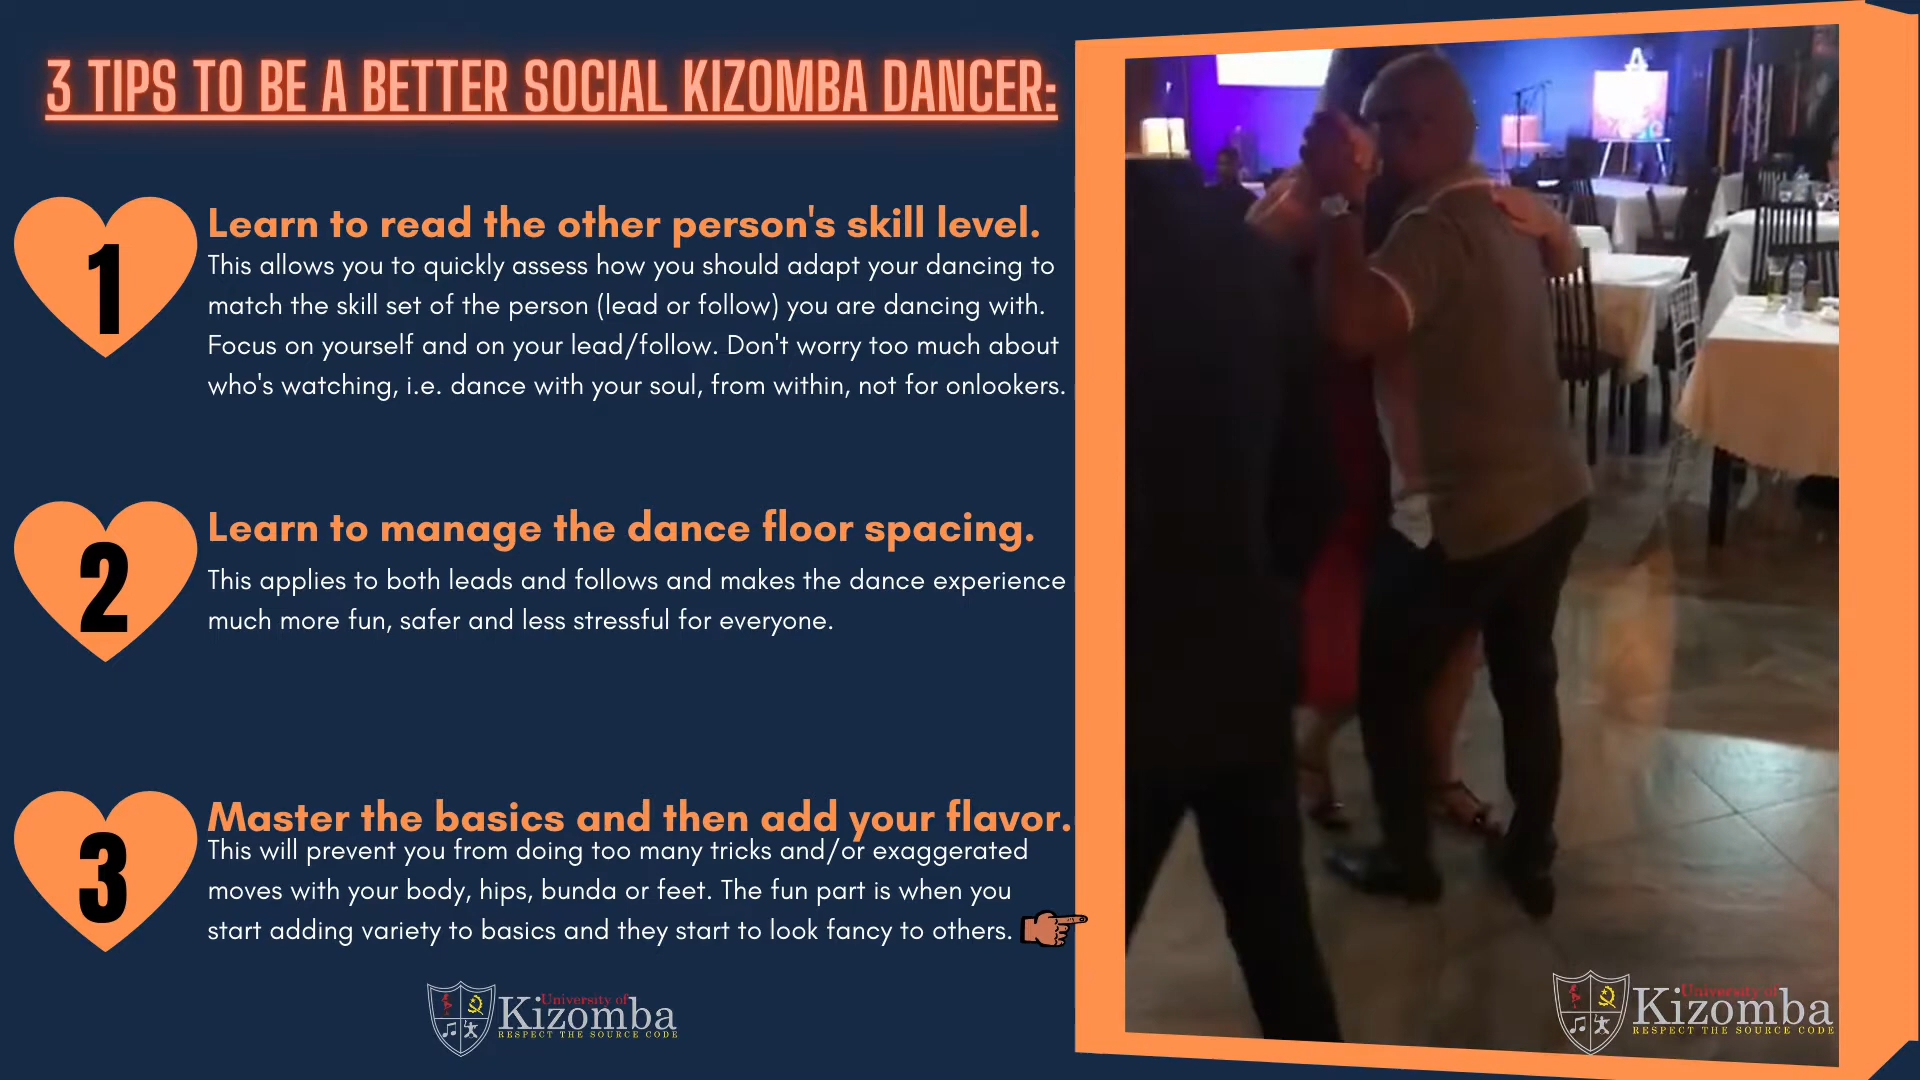 3 TIPS TO BE A BETTER SOCIAL KIZOMBA DANCER:
1
Learn to read the other person's skill level.
This allows you to quickly assess how you should adapt your dancing to
match the skill set of the person (lead or follow) you are dancing with.
Focus on yourself and on your lead/follow. Don't worry too much about
who's watching, i.e. dance with your soul, from within, not for onlookers.
2
Learn to manage the dance floor spacing.
This applies to both leads and follows and makes the dance experience
much more fun, safer and less stressful for everyone.
3
Master the basics and then add your flavor.
This will prevent you from doing too many tricks and/or exaggerated
moves with your body, hips, bunda or feet. The fun part is when you
start adding variety to basics and they start to look fancy to others.
University of
Kizomba
RESPECT THE SOURCE CODE
University of
Kizomba
RESPECT THE SOURCE CODE